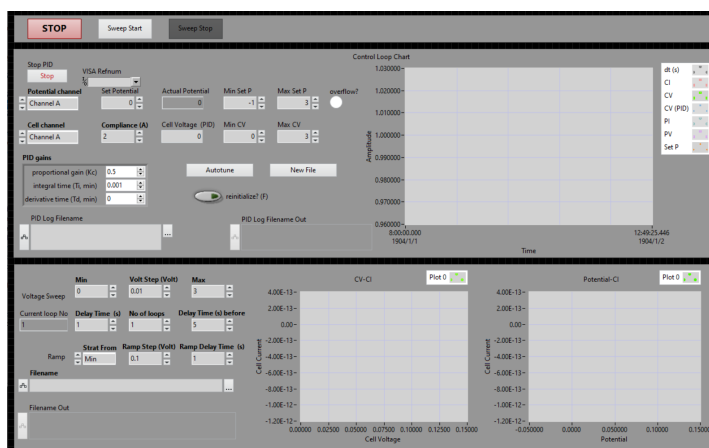 STOP Sweep Start Sweep Stop
Control Loop Chart
Stop PID
Stop
VISA Refnum
Potential channel Set Potential Actual Potential Min Set P Max Set P overflow?
Channel A 0 0 -1 3
Cell channel Compliance (A) Cell Voltage (PID) Min CV Max CV
Channel A 2 0 0 3
PID gains
proportional gain (Kc) 0.5
integral time (Ti, min) 0.001
derivative time (Td, min) 0
Autotune New File
reinitialize? (F)
PID Log Filename PID Log Filename Out
...
Amplitude
1.030000
1.020000
1.010000
1.000000
0.990000
0.980000
0.970000
0.960000
9:00:00.000 12:49:25.446
1904/1/1 1904/1/2
Time
dt (s)
CI
CV
CV (PID)
PI
PV
Set P
Min Volt Step (Volt) Max
Voltage Sweep 0 0.01 3
Current loop No Delay Time (s) No of loops Delay Time (s) before
1 1 1 5
Strat From Ramp Step (Volt) Ramp Delay Time (s)
Ramp Min 0.1 1
Filename
...
Filename Out
CV-CI Plot 0
Cell Current
4.00E-13
2.00E-13
0.00
-2.00E-13
-4.00E-13
-6.00E-13
-8.00E-13
-1.00E-12
-1.20E-12
0.00000 0.02500 0.05000 0.07500 0.10000 0.12500 0.15000
Cell Voltage
Potential-CI Plot 0
Cell Current
4.00E-13
2.00E-13
0.00
-2.00E-13
-4.00E-13
-6.00E-13
-8.00E-13
-1.00E-12
-1.20E-12
-0.050000 0.0000 0.050000 0.10000 0.15000
Potential